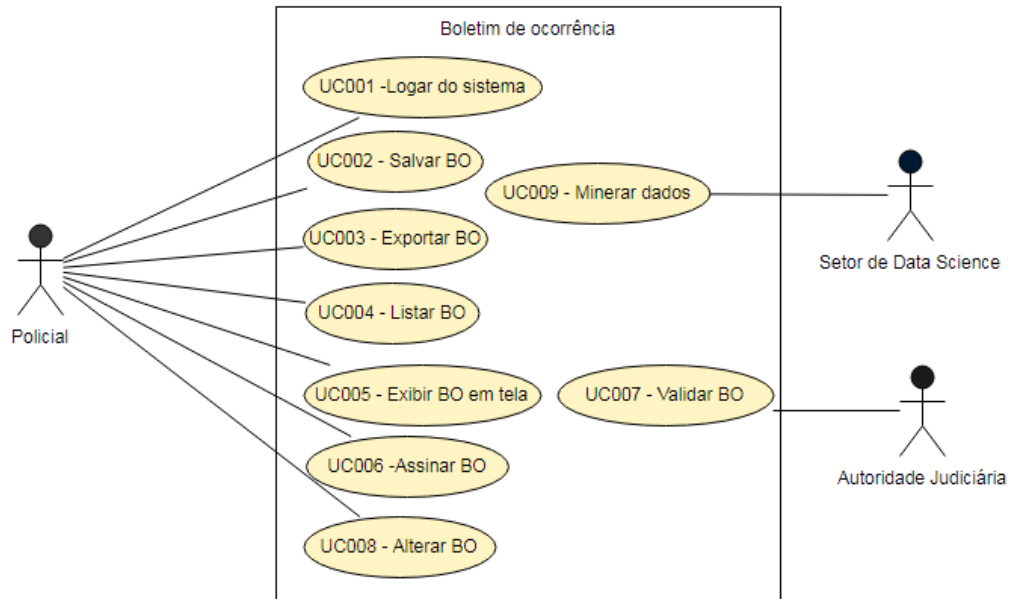 Boletim de ocorrência
UC001 -Logar do sistema
UC002 - Salvar BO
UC009 - Minerar dados
UC003 - Exportar BO
Setor de Data Science
UC004 - Listar BO
Policial
UC005 - Exibir BO em tela
UC007 - Validar BO
UC006 -Assinar BO
Autoridade Judiciária
UC008 - Alterar BO